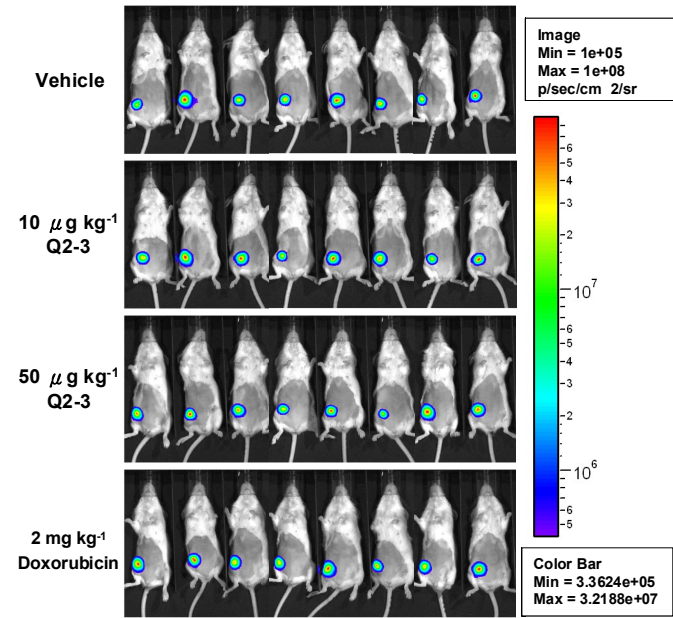 Vehicle
10 μg kg-1
Q2-3
50 μg kg-1
Q2-3
2 mg kg-1
Doxorubicin
Image
Min = 1e+05
Max = 1e+08
p/sec/cm 2/sr
6
5
4
3
2
10⁷
6
5
4
3
2
10⁶
6
5
Color Bar
Min = 3.3624e+05
Max = 3.2188e+07